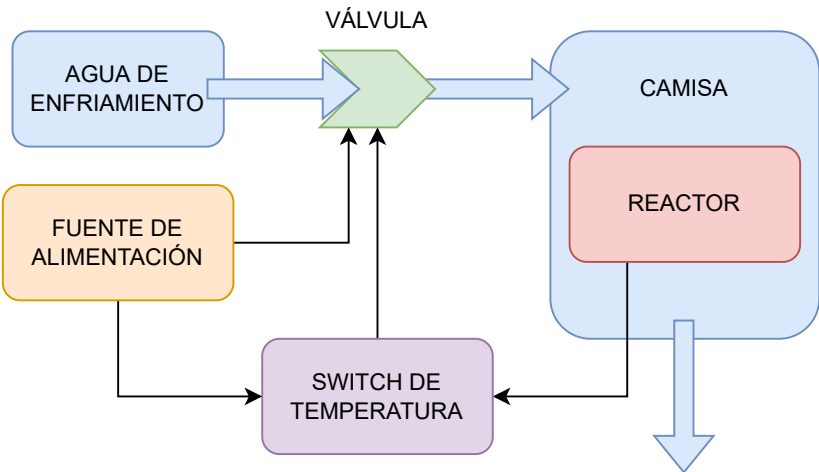 VÁLVULA
AGUA DE
ENFRIAMIENTO
CAMISA
REACTOR
FUENTE DE
ALIMENTACIÓN
SWITCH DE
TEMPERATURA